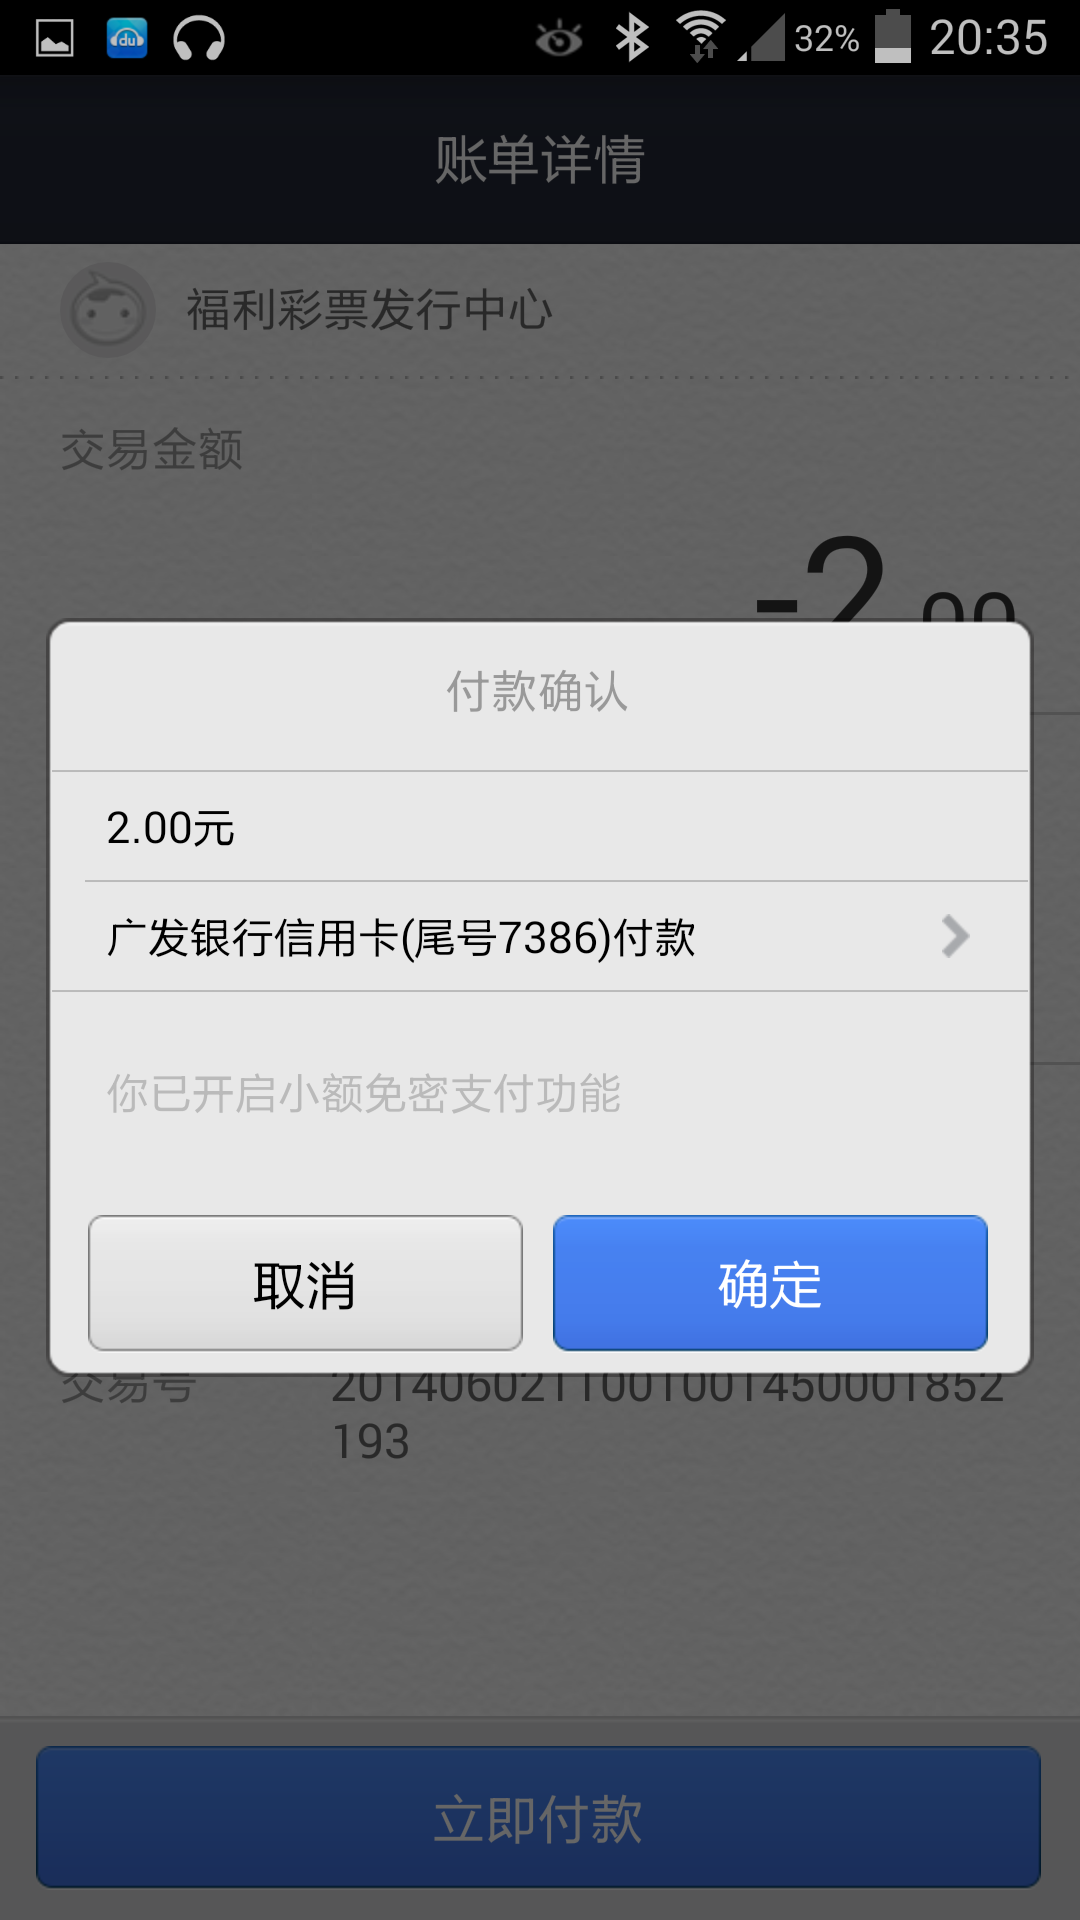 du
32%
20:35
账单详情
福利彩票发行中心
交易金额
-2.00
付款确认
2.00元
广发银行信用卡(尾号7386)付款
你已开启小额免密支付功能
取消
确定
交易号
2014060211001001450001852
193
立即付款